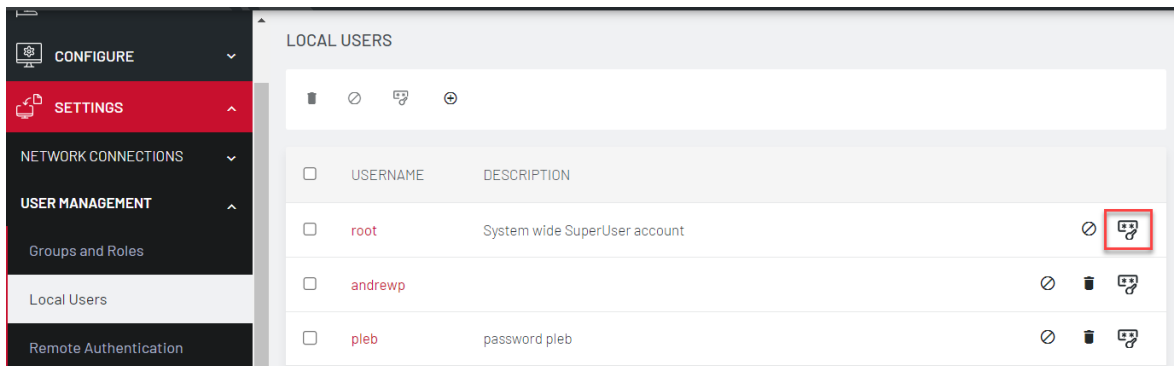 LOCAL USERS
CONFIGURE
SETTINGS
NETWORK CONNECTIONS
USER MANAGEMENT
Groups and Roles
Local Users
Remote Authentication
USERNAME DESCRIPTION
root System wide SuperUser account
andrewp
pleb password pleb